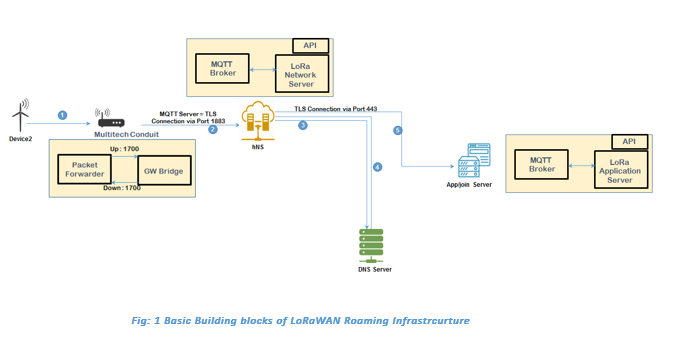 API
MQTT
Broker
LoRa
Network
Server
1
Device2
Multitech Conduit
MQTT Server = TLS
Connection via Port 1883
2
hNS
TLS Connection via Port 443
3
5
4
Up : 1700
Packet
Forwarder
GW Bridge
Down : 1700
App|join Server
API
MQTT
Broker
LoRa
Application
Server
DNS Server
Fig: 1 Basic Building blocks of LoRaWAN Roaming Infrastrcurture